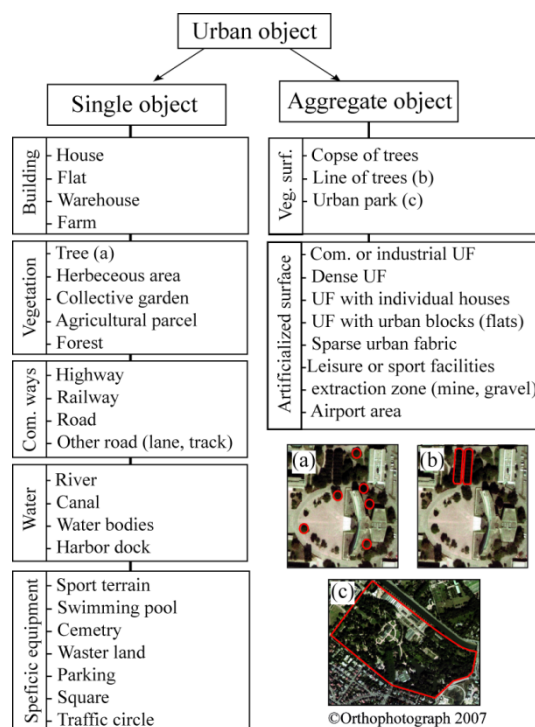 Urban object
Single object
Aggregate object
Building
- House
- Flat
- Warehouse
- Farm
Vegetation
- Tree (a)
- Herbeceous area
- Collective garden
- Agricultural parcel
- Forest
Com. ways
- Highway
- Railway
- Road
- Other road (lane, track)
Water
- River
- Canal
- Water bodies
- Harbor dock
Speficic equipment
- Sport terrain
- Swimming pool
- Cemetry
- Waster land
- Parking
- Square
- Traffic circle
Veg. surf.
- Copse of trees
- Line of trees (b)
- Urban park (c)
Artificialized surface
- Com. or industrial UF
- Dense UF
- UF with individual houses
- UF with urban blocks (flats)
- Sparse urban fabric
- Leisure or sport facilities
- extraction zone (mine, gravel)
- Airport area
(a)
(b)
(c)
©Orthophotograph 2007